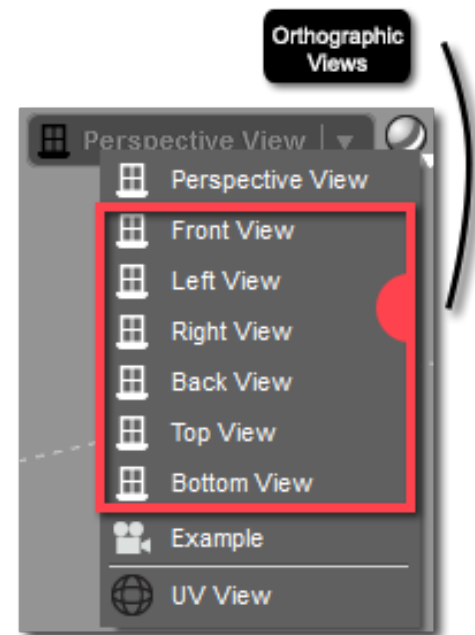 Orthographic
Views
Perspective View
Perspective View
Front View
Left View
Right View
Back View
Top View
Bottom View
Example
UV View